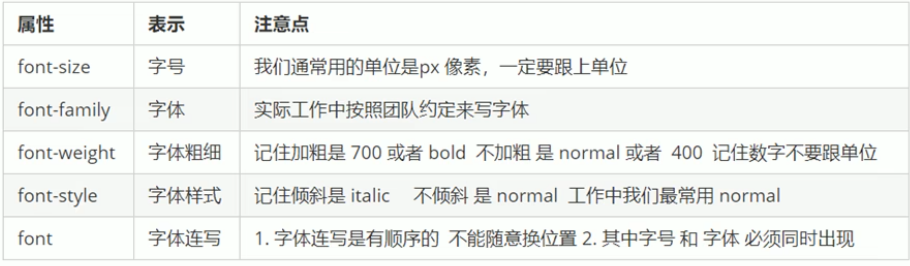 属性 表示 注意点
font-size 字号 我们通常用的单位是px 像素，一定要跟上单位
font-family 字体 实际工作中按照团队约定来写字体
font-weight 字体粗细 记住加粗是 700 或者 bold 不加粗 是 normal 或者 400 记住数字不要跟单位
font-style 字体样式 记住倾斜是 italic 不倾斜 是 normal 工作中我们最常用 normal
font 字体连写 1. 字体连写是有顺序的 不能随意换位置 2. 其中字号 和 字体 必须同时出现